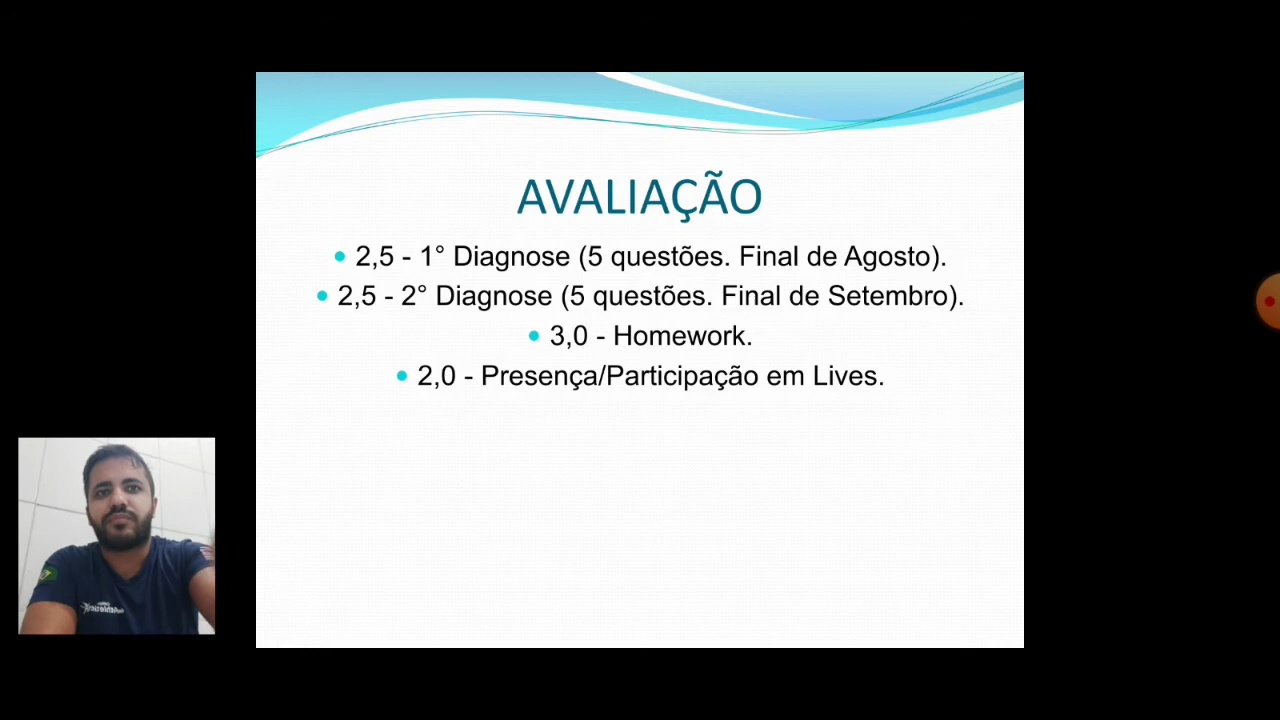 AVALIAÇÃO
2,5 - 1° Diagnose (5 questões. Final de Agosto).
2,5 - 2° Diagnose (5 questões. Final de Setembro).
3,0 - Homework.
2,0 - Presença/Participação em Lives.